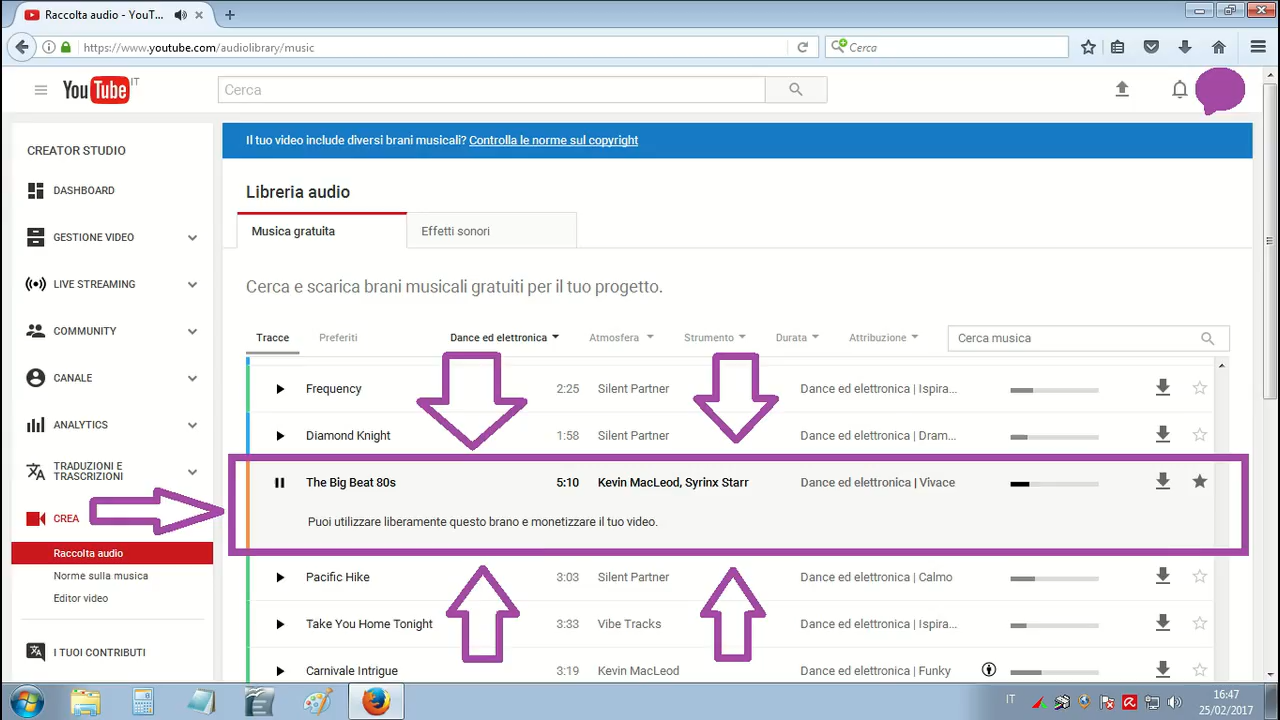 Raccolta audio - YouT...
https://www.youtube.com/audiolibrary/music
Cerca
YouTube IT
Cerca
CREATOR STUDIO
DASHBOARD
GESTIONE VIDEO
LIVE STREAMING
COMMUNITY
CANALE
ANALYTICS
TRADUZIONI E
TRASCRIZIONI
CREA
Raccolta audio
Norme sulla musica
Editor video
I TUOI CONTRIBUTI
Il tuo video include diversi brani musicali? Controlla le norme sul copyright
Libreria audio
Musica gratuita Effetti sonori
Cerca e scarica brani musicali gratuiti per il tuo progetto.
Tracce Preferiti Dance ed elettronica Atmosfera Strumento Durata Attribuzione Cerca musica
Frequency 2:25 Silent Partner Dance ed elettronica | Ispira...
Diamond Knight 1:58 Silent Partner Dance ed elettronica | Dram...
The Big Beat 80s 5:10 Kevin MacLeod, Syrinx Starr Dance ed elettronica | Vivace
Puoi utilizzare liberamente questo brano e monetizzare il tuo video.
Pacific Hike 3:03 Silent Partner Dance ed elettronica | Calmo
Take You Home Tonight 3:33 Vibe Tracks Dance ed elettronica | Ispira...
Carnivale Intrigue 3:19 Kevin MacLeod Dance ed elettronica | Funky
IT
16:47
25/02/2017